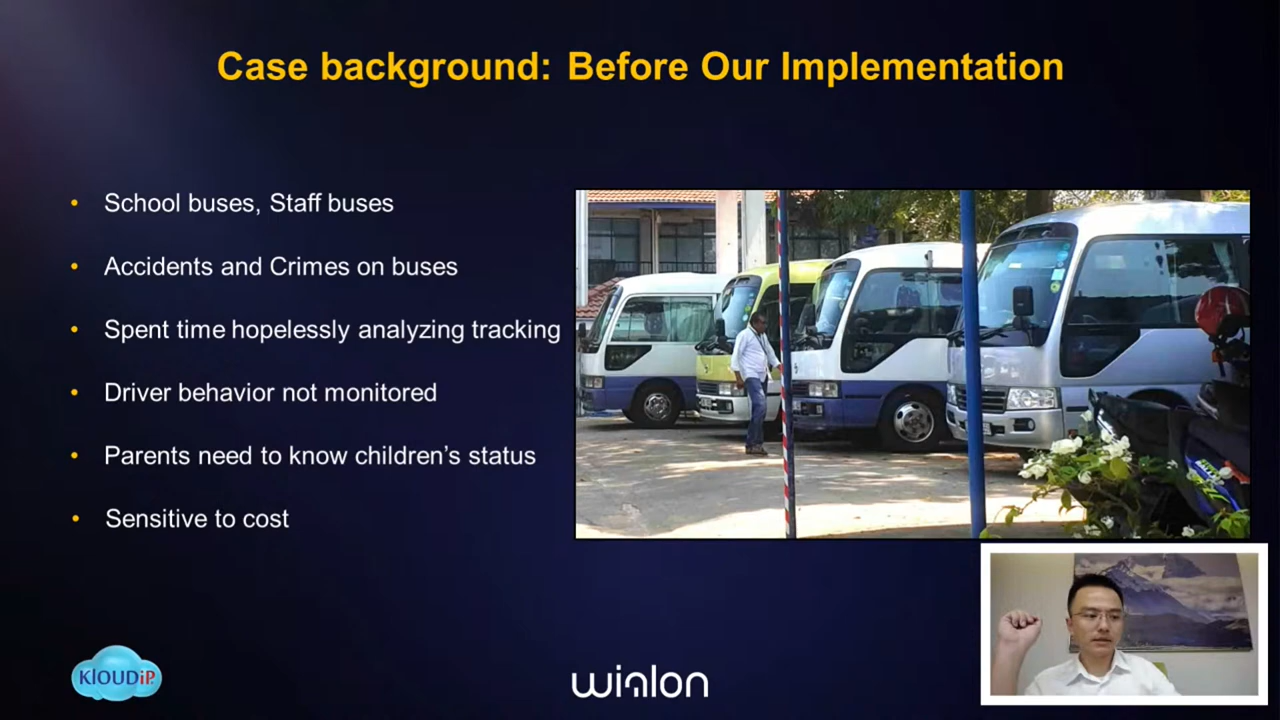 Case background: Before Our Implementation
• School buses, Staff buses
• Accidents and Crimes on buses
• Spent time hopelessly analyzing tracking
• Driver behavior not monitored
• Parents need to know children's status
• Sensitive to cost
KlOUDiP
wialon